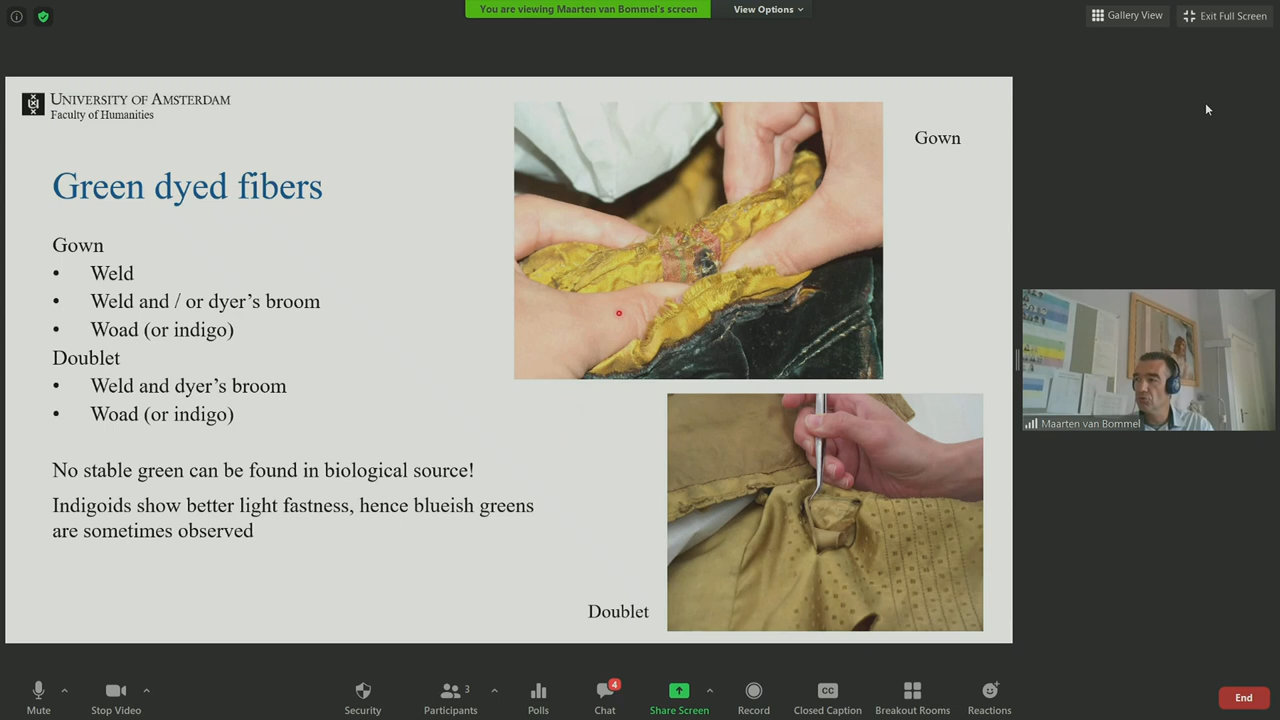 You are viewing Maarten van Bommel's screen
View Options
Gallery View
Exit Full Screen
UNIVERSITY OF AMSTERDAM
Faculty of Humanities
Gown
Green dyed fibers
Gown
• Weld
• Weld and / or dyer's broom
• Woad (or indigo)
Doublet
• Weld and dyer's broom
• Woad (or indigo)
No stable green can be found in biological source!
Indigoids show better light fastness, hence blueish greens
are sometimes observed
Doublet
Maarten van Bommel
Mute
Stop Video
Security
Participants 3
Polls
Chat 4
Share Screen
Record
CC Closed Caption
Breakout Rooms
Reactions
End